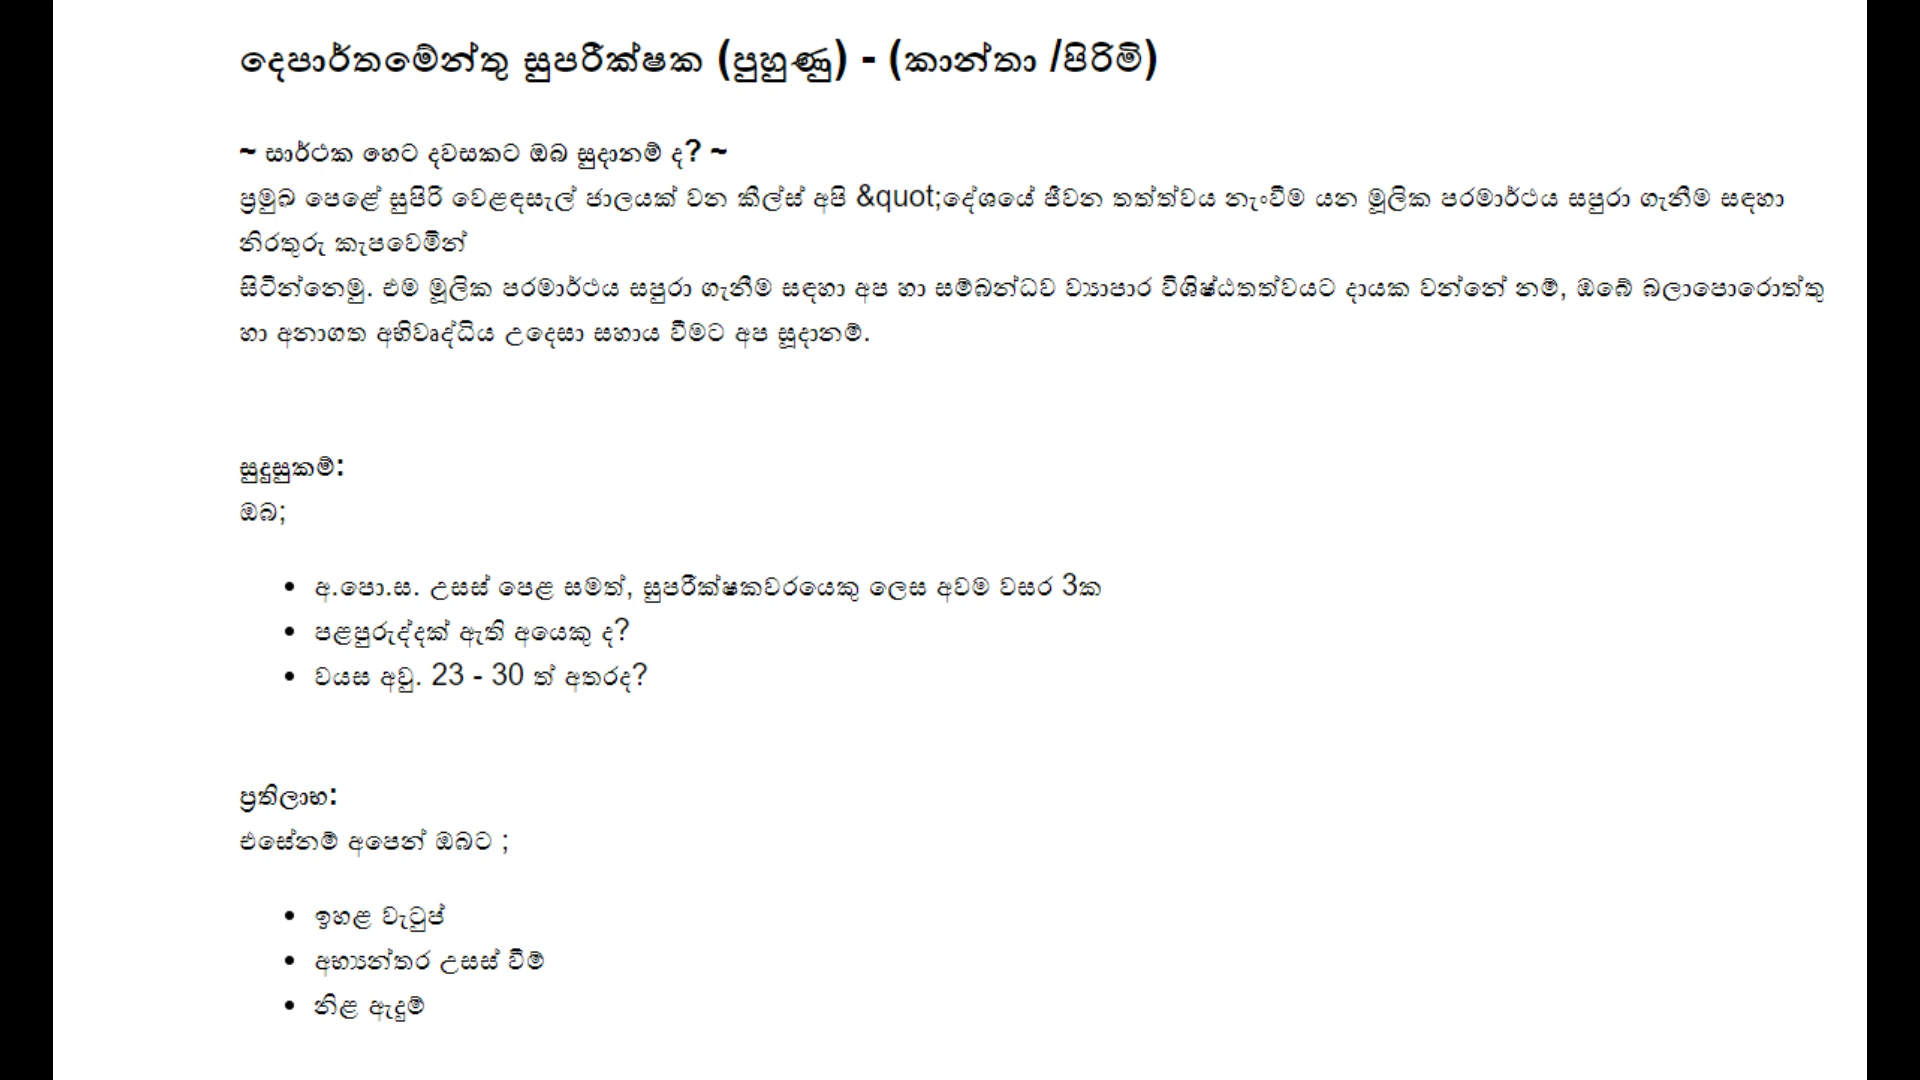 දෙපාර්තමේන්තු සුපරීක්ෂක (පුහුණු) - (කාන්තා /පිරිමි)
~ සාර්ථක හෙට දවසකට ඔබ සුදානම් ද? ~
ප්‍රමුඛ පෙළේ සුපිරි වෙළඳසැල් ජාලයක් වන කීල්ස් අපි &quot;දේශයේ ජීවන තත්ත්වය නැංවීම යන මූලික පරමාර්ථය සපුරා ගැනීම සඳහා
නිරතුරු කැපවෙමින්
සිටින්නෙමු. එම මූලික පරමාර්ථය සපුරා ගැනීම සඳහා අප හා සම්බන්ධව ව්‍යාපාර විශිෂ්ඨතත්වයට දායක වන්නේ නම්, ඔබේ බලාපොරොත්තු
හා අනාගත අභිවෘද්ධිය උදෙසා සහාය වීමට අප සූදානම්.
සුදුසුකම්:
ඔබ;
• අ.පො.ස. උසස් පෙළ සමත්, සුපරීක්ෂකවරයෙකු ලෙස අවම වසර 3ක
• පළපුරුද්දක් ඇති අයෙකු ද?
• වයස අවු. 23 - 30 ත් අතරද?
ප්‍රතිලාභ:
එසේනම් අපෙන් ඔබට ;
• ඉහළ වැටුප්
• අභ්‍යන්තර උසස් වීම්
• නිළ ඇදුම්